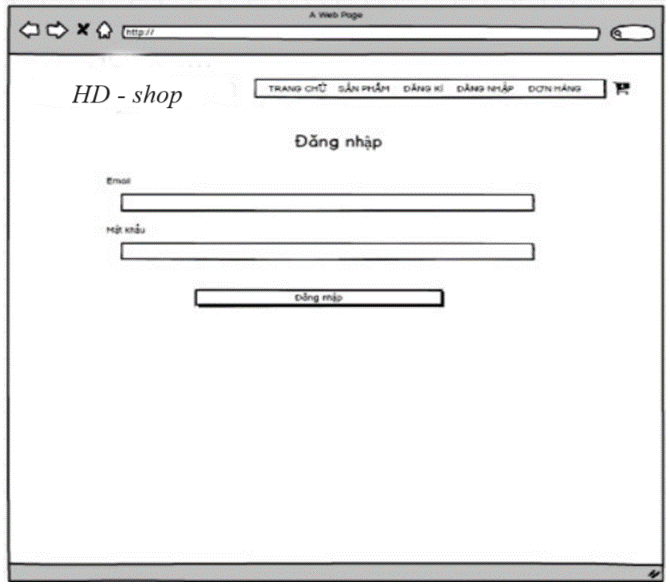 A Web Page
http://
HD - shop
TRANG CHỦ SẢN PHẨM ĐĂNG KÍ ĐĂNG NHẬP ĐƠN HÀNG
Đăng nhập
Email
Mật khẩu
Đăng nhập